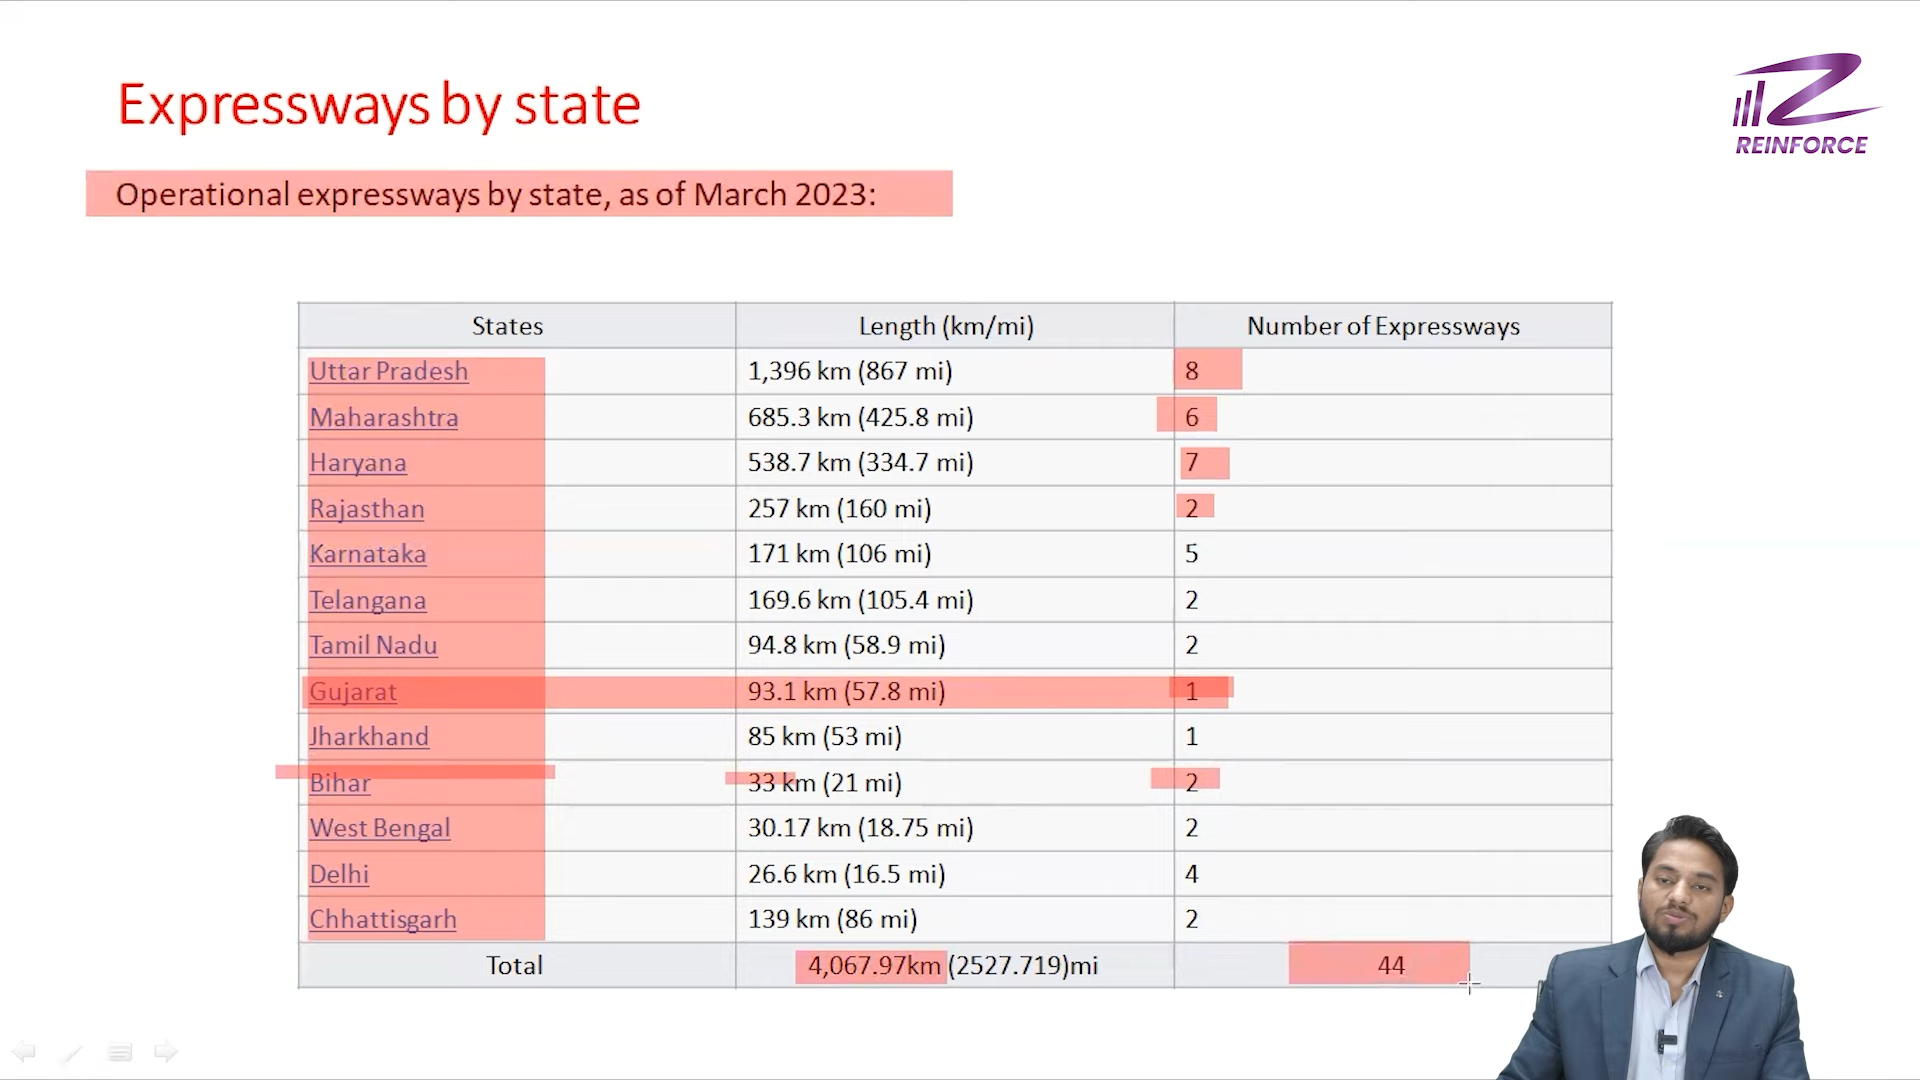 Expressways by state
REINFORCE
Operational expressways by state, as of March 2023:
States Length (km/mi) Number of Expressways
Uttar Pradesh 1,396 km (867 mi) 8
Maharashtra 685.3 km (425.8 mi) 6
Haryana 538.7 km (334.7 mi) 7
Rajasthan 257 km (160 mi) 2
Karnataka 171 km (106 mi) 5
Telangana 169.6 km (105.4 mi) 2
Tamil Nadu 94.8 km (58.9 mi) 2
Gujarat 93.1 km (57.8 mi) 1
Jharkhand 85 km (53 mi) 1
Bihar 33 km (21 mi) 2
West Bengal 30.17 km (18.75 mi) 2
Delhi 26.6 km (16.5 mi) 4
Chhattisgarh 139 km (86 mi) 2
Total 4,067.97km (2527.719)mi 44